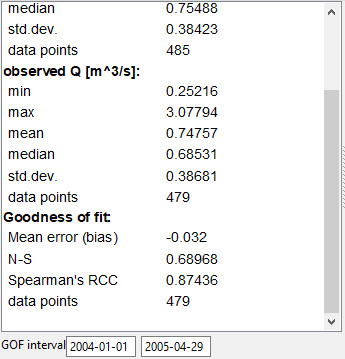 median 0.75488
std.dev. 0.38423
data points 485
observed Q [m^3/s]:
min 0.25216
max 3.07794
mean 0.74757
median 0.68531
std.dev. 0.38681
data points 479
Goodness of fit:
Mean error (bias) -0.032
N-S 0.68968
Spearman's RCC 0.87436
data points 479
GOF interval 2004-01-01 2005-04-29